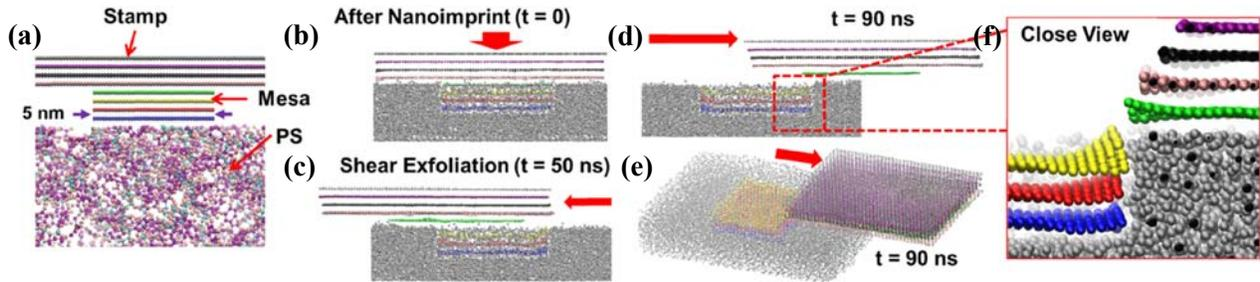 (a)
Stamp
Mesa
5 nm
PS
(b)
After Nanoimprint (t = 0)
(c)
Shear Exfoliation (t = 50 ns)
(d)
t = 90 ns
(e)
t = 90 ns
(f)
Close View